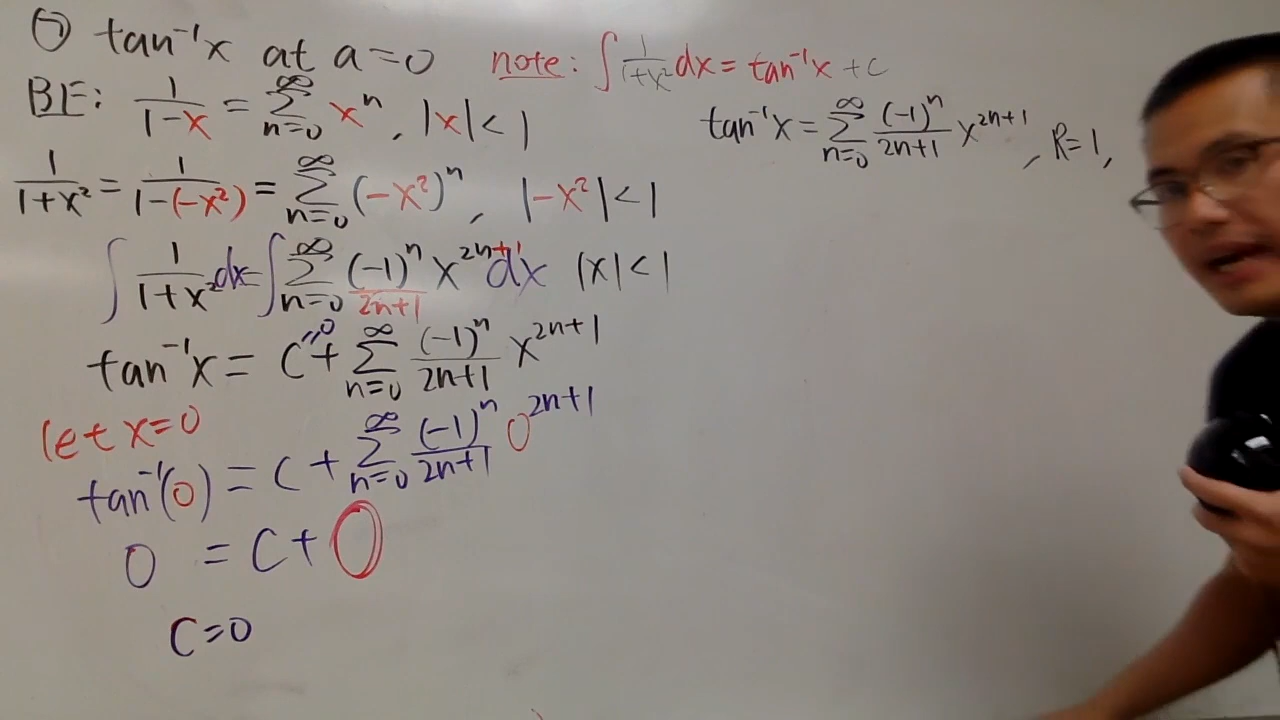 ⑦ tan⁻¹x at a=0
note: ∫ 1/(1+x²) dx = tan⁻¹x + c
BE: 1/(1-x) = ∑_{n=0}^{∞} xⁿ, |x|<1
tan⁻¹x = ∑_{n=0}^{∞} (-1)ⁿ/(2n+1) x^{2n+1}, R=1,
1/(1+x²) = 1/(1-(-x²)) = ∑_{n=0}^{∞} (-x²)ⁿ, |-x²|<1
∫ 1/(1+x²) dx = ∫ ∑_{n=0}^{∞} (-1)ⁿ/(2n+1) x^{2n+1} dx |x|<1
tan⁻¹x = C⁼⁰ + ∑_{n=0}^{∞} (-1)ⁿ/(2n+1) x^{2n+1}
let x=0
tan⁻¹(0) = C + ∑_{n=0}^{∞} (-1)ⁿ/(2n+1) 0^{2n+1}
0 = C + 0
C=0